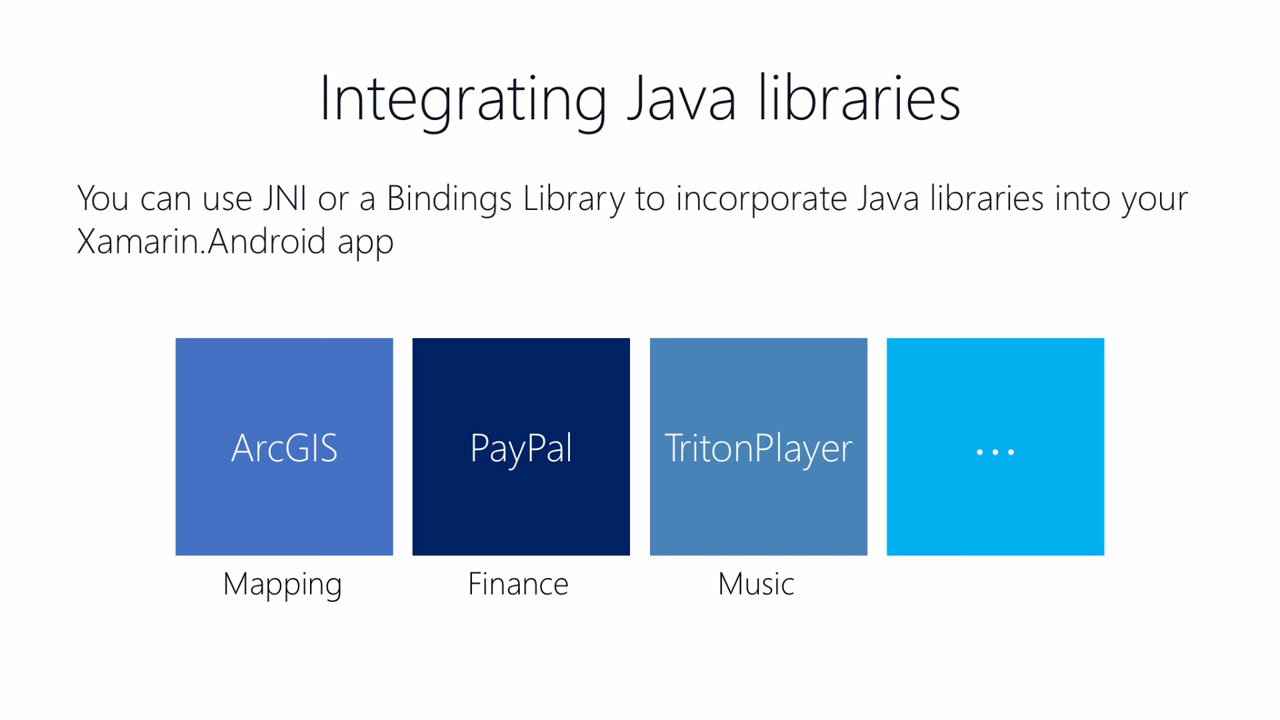 Integrating Java libraries
You can use JNI or a Bindings Library to incorporate Java libraries into your
Xamarin.Android app
ArcGIS
PayPal
TritonPlayer
...
Mapping
Finance
Music